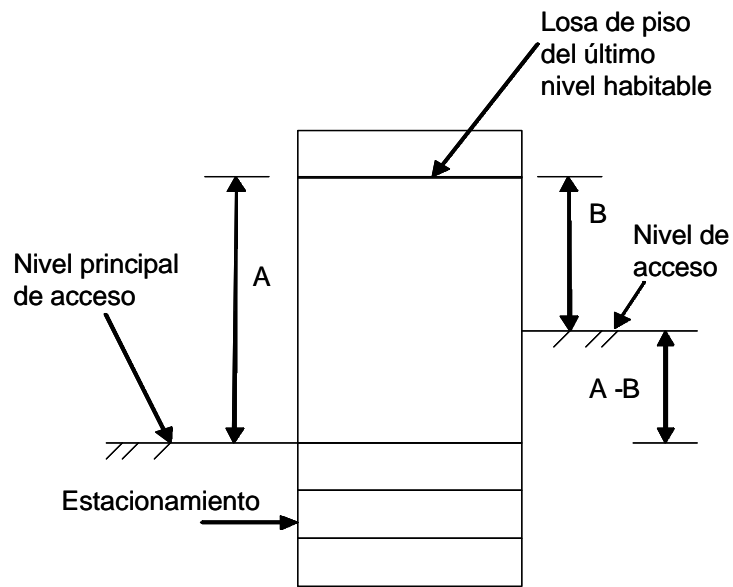 Losa de piso
del último
nivel habitable
B
Nivel de
acceso
Nivel principal
de acceso
A
A -B
Estacionamiento